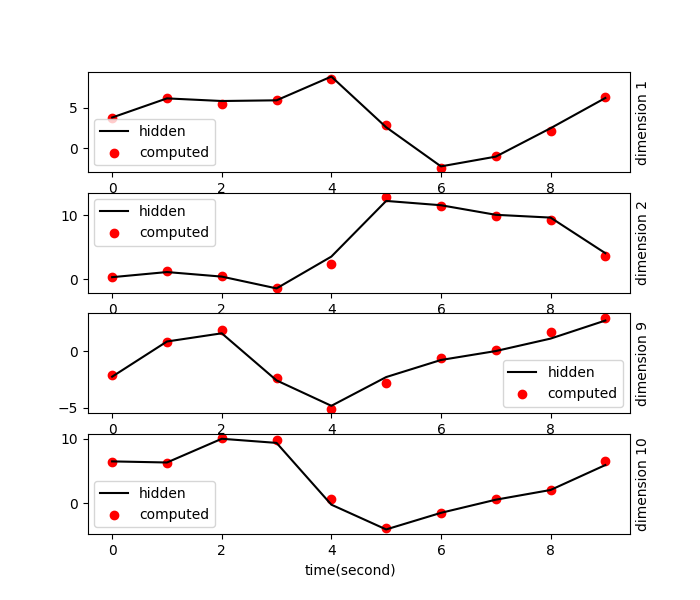 5
0
hidden
computed
dimension 1
0 2 4 6 8
10
0
hidden
computed
dimension 2
0 2 4 6 8
0
−5
hidden
computed
dimension 9
0 2 4 6 8
10
0
hidden
computed
dimension 10
0 2 4 6 8
time(second)